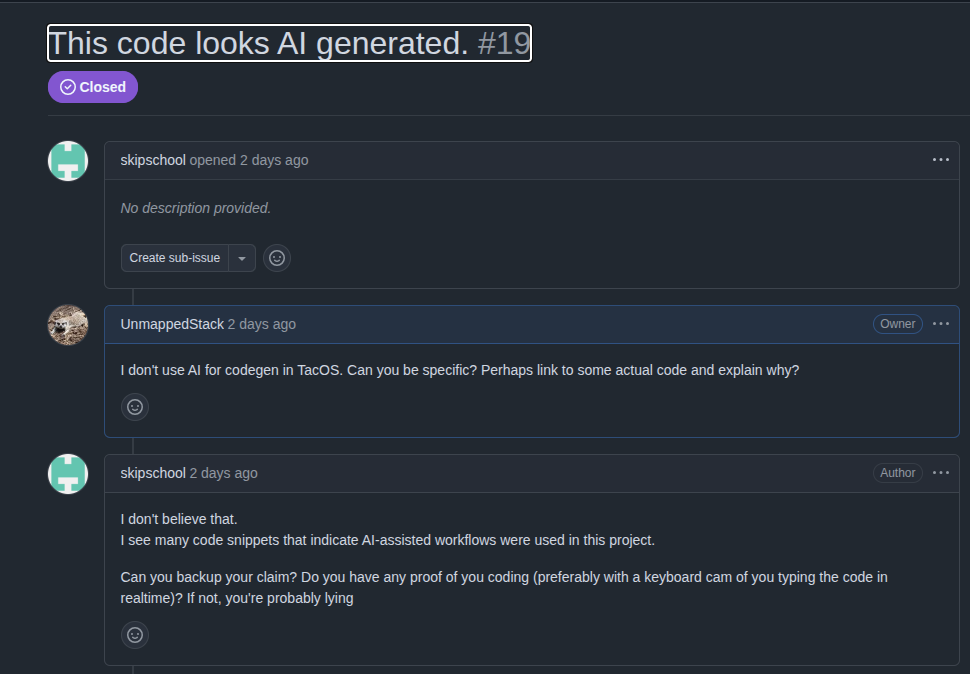 This code looks AI generated. #19
Closed
skipschool opened 2 days ago
No description provided.
Create sub-issue
UnmappedStack 2 days ago
Owner
I don't use AI for codegen in TacOS. Can you be specific? Perhaps link to some actual code and explain why?
skipschool 2 days ago
Author
I don't believe that.
I see many code snippets that indicate AI-assisted workflows were used in this project.
Can you backup your claim? Do you have any proof of you coding (preferably with a keyboard cam of you typing the code in
realtime)? If not, you're probably lying